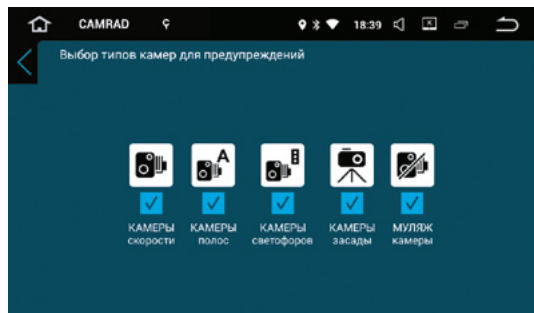 CAMRAD
18:39
Выбор типов камер для предупреждений
A
КАМЕРЫ скорости
КАМЕРЫ полос
КАМЕРЫ светофоров
КАМЕРЫ засады
МУЛЯЖ камеры